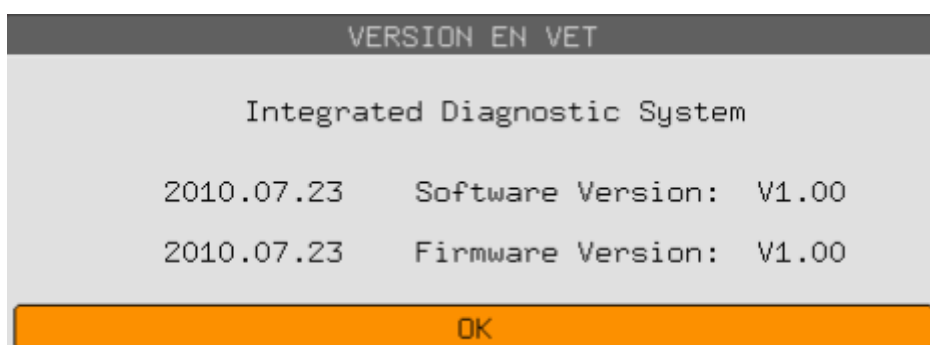 VERSION EN VET
Integrated Diagnostic System
2010.07.23 Software Version: V1.00
2010.07.23 Firmware Version: V1.00
OK